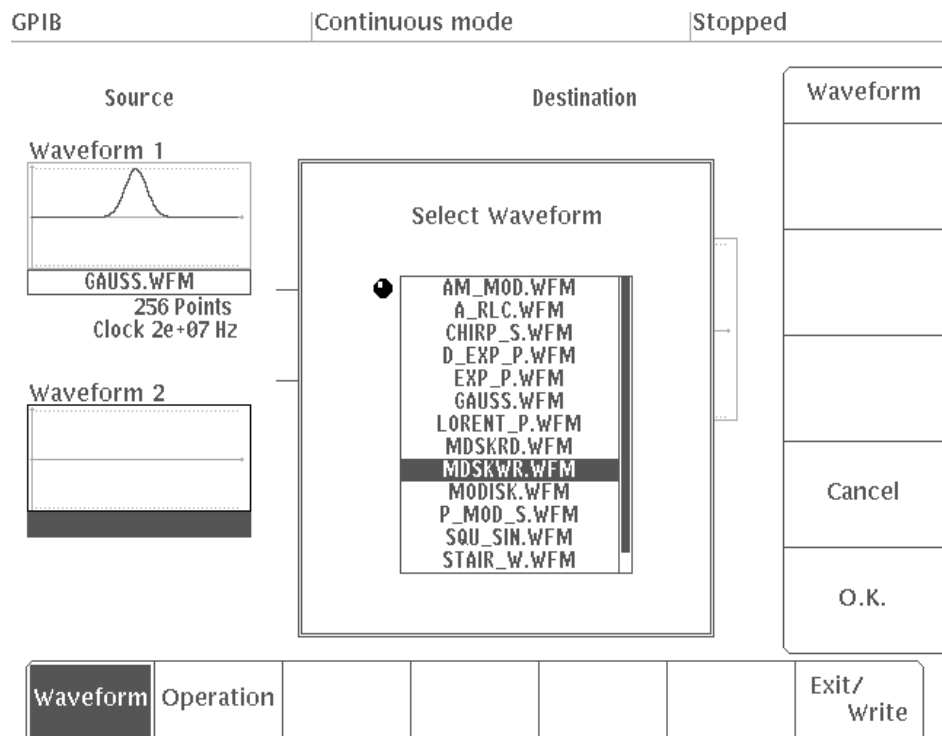 GPIB
Continuous mode
Stopped
Source
Destination
Waveform 1
GAUSS.WFM
256 Points
Clock 2e+07 Hz
Waveform 2
Select Waveform
AM_MOD.WFM
A_RLC.WFM
CHIRP_S.WFM
D_EXP_P.WFM
EXP_P.WFM
GAUSS.WFM
LORENT_P.WFM
MDSKRD.WFM
MDSKWR.WFM
MODISK.WFM
P_MOD_S.WFM
SQU_SIN.WFM
STAIR_W.WFM
Waveform
Cancel
O.K.
Waveform
Operation
Exit/
Write